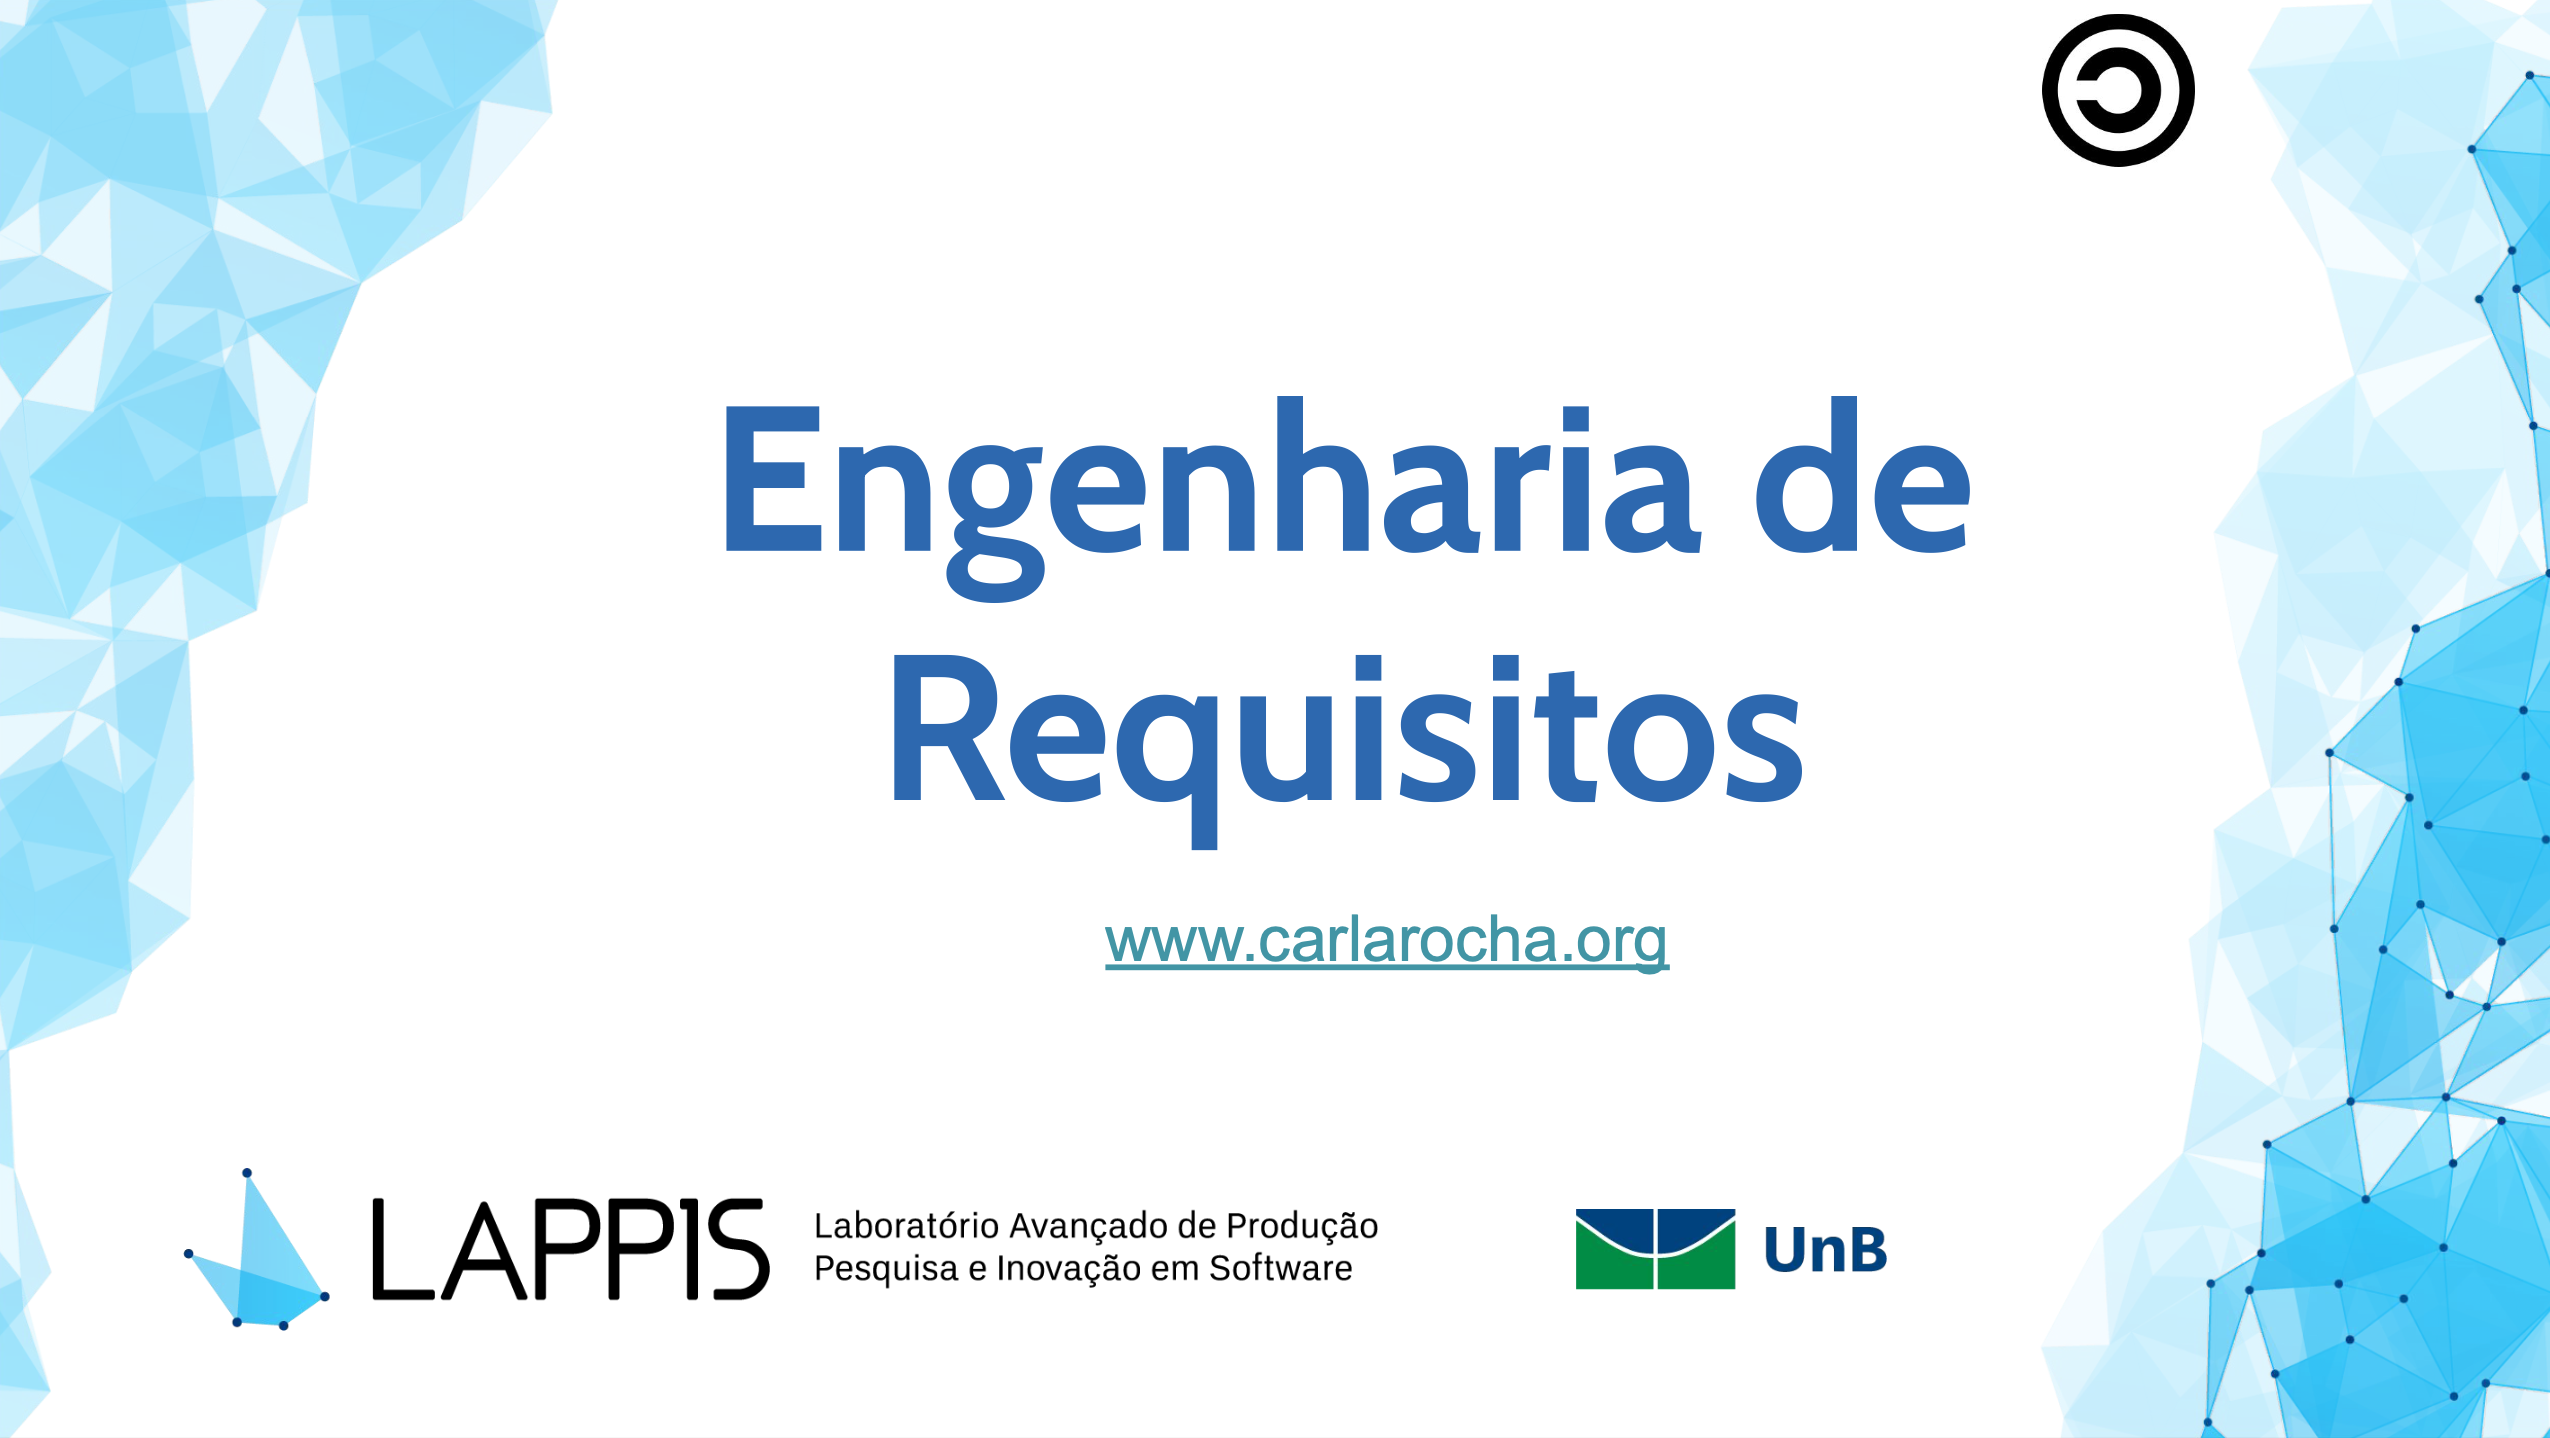 Engenharia de
Requisitos
www.carlarocha.org
LAPPIS
Laboratório Avançado de Produção
Pesquisa e Inovação em Software
UnB